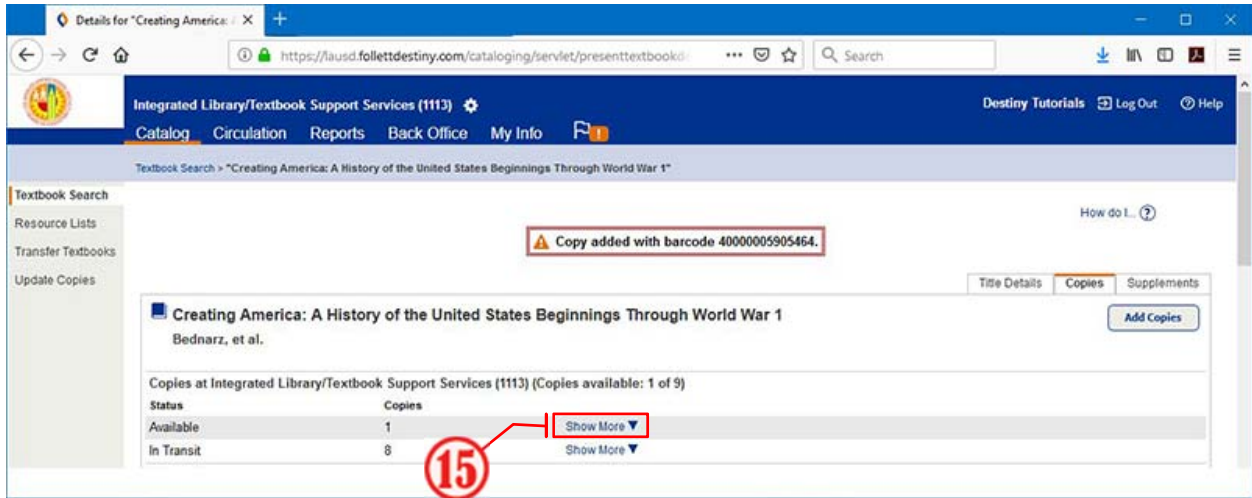 Details for "Creating America: A
https://lausd.follettdestiny.com/cataloging/servlet/presenttextbookd
Search
Integrated Library/Textbook Support Services (1113)
Destiny Tutorials Log Out Help
Catalog Circulation Reports Back Office My Info
Textbook Search > "Creating America: A History of the United States Beginnings Through World War 1"
Textbook Search
How do I...
Resource Lists
Copy added with barcode 40000005905464.
Transfer Textbooks
Update Copies
Title Details Copies Supplements
Creating America: A History of the United States Beginnings Through World War 1
Add Copies
Bednarz, et al.
Copies at Integrated Library/Textbook Support Services (1113) (Copies available: 1 of 9)
Status Copies
Available 1 Show More ▼
In Transit 8 Show More ▼
15